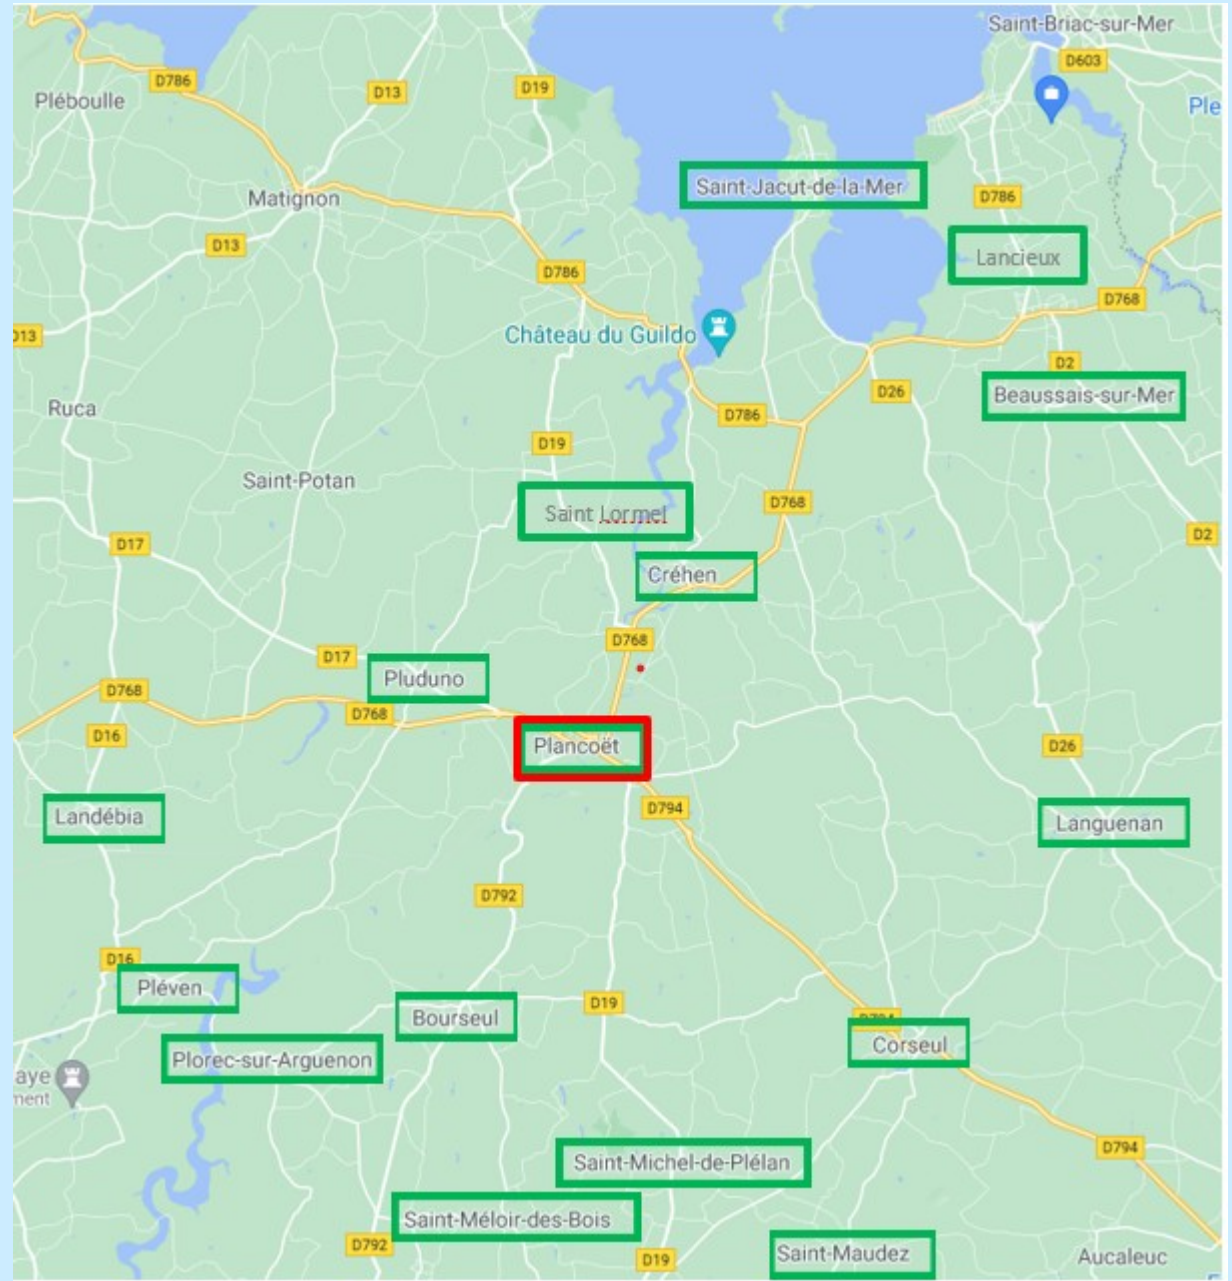 Saint-Briac-sur-Mer
D603
D786
D13
D19
Pléboulle
Ple
Saint-Jacut-de-la-Mer
Matignon
D786
D13
Lancieux
D786
D768
D13
Château du Guildo
D2
D26
Beaussais-sur-Mer
Ruca
D786
D19
Saint-Potan
D768
Saint Lormel
D2
D17
Créhen
D768
D17
Pluduno
D768
D768
D16
Plancoët
D26
D794
Landébia
Languenan
D792
D16
Pléven
D19
Bourseul
D794
Corseul
Plorec-sur-Arguenon
aye
ment
D794
Saint-Michel-de-Plélan
Saint-Méloir-des-Bois
D792
D19
Saint-Maudez
Aucaleuc